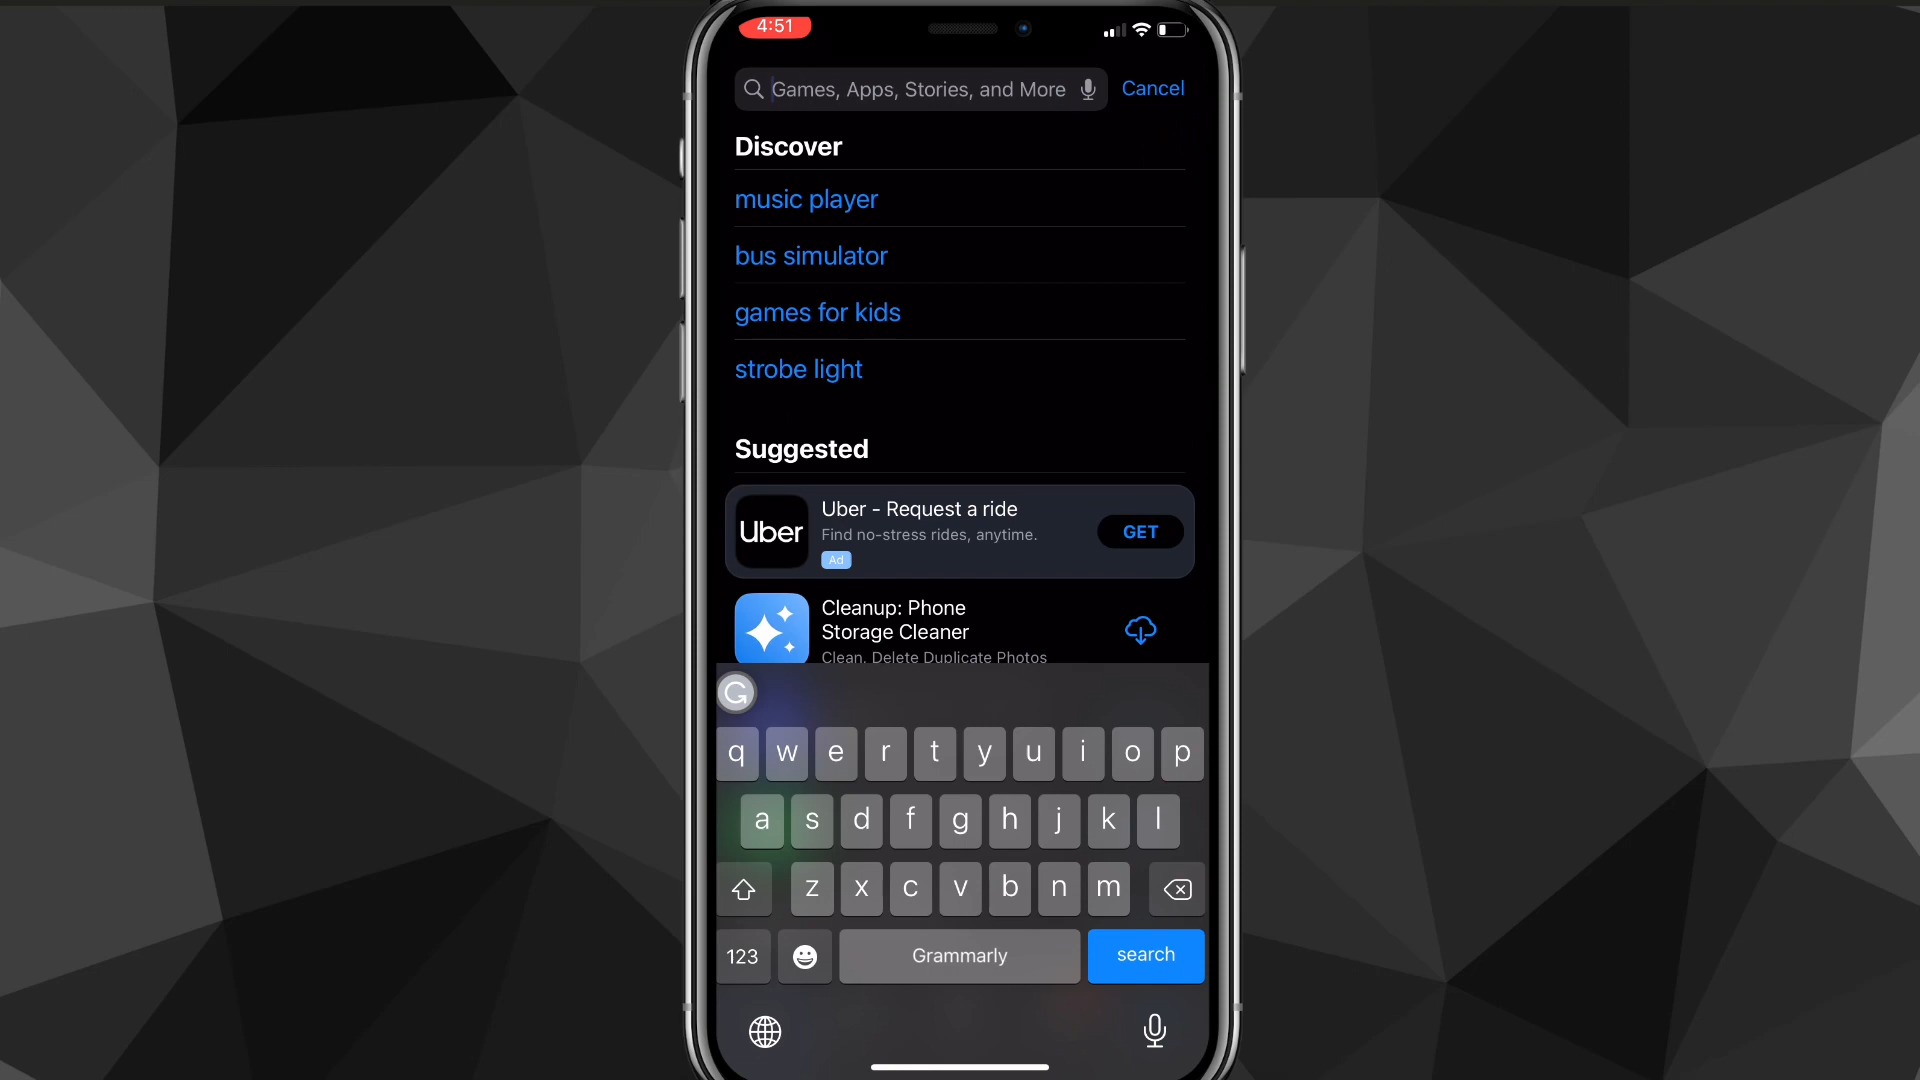 4:51
Games, Apps, Stories, and More
Cancel
Discover
music player
bus simulator
games for kids
strobe light
Suggested
Uber
Uber - Request a ride
Find no-stress rides, anytime.
Ad
GET
Cleanup: Phone
Storage Cleaner
Clean, Delete Duplicate Photos
G
q w e r t y u i o p
a s d f g h j k l
z x c v b n m
123
Grammarly
search